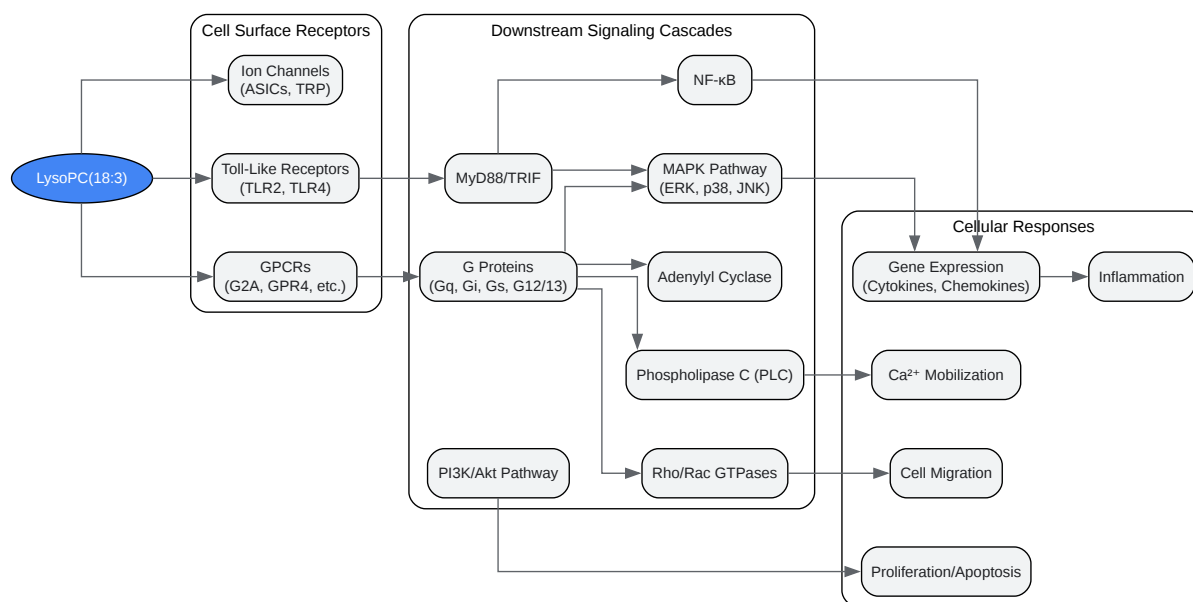 Cell Surface Receptors
Downstream Signaling Cascades
Ion Channels
(ASICs, TRP)
NF-κB
LysoPC(18:3)
Toll-Like Receptors
(TLR2, TLR4)
MyD88/TRIF
MAPK Pathway
(ERK, p38, JNK)
Cellular Responses
GPCRs
(G2A, GPR4, etc.)
G Proteins
(Gq, Gi, Gs, G12/13)
Adenylyl Cyclase
Gene Expression
(Cytokines, Chemokines)
Inflammation
Phospholipase C (PLC)
Ca²⁺ Mobilization
PI3K/Akt Pathway
Rho/Rac GTPases
Cell Migration
Proliferation/Apoptosis